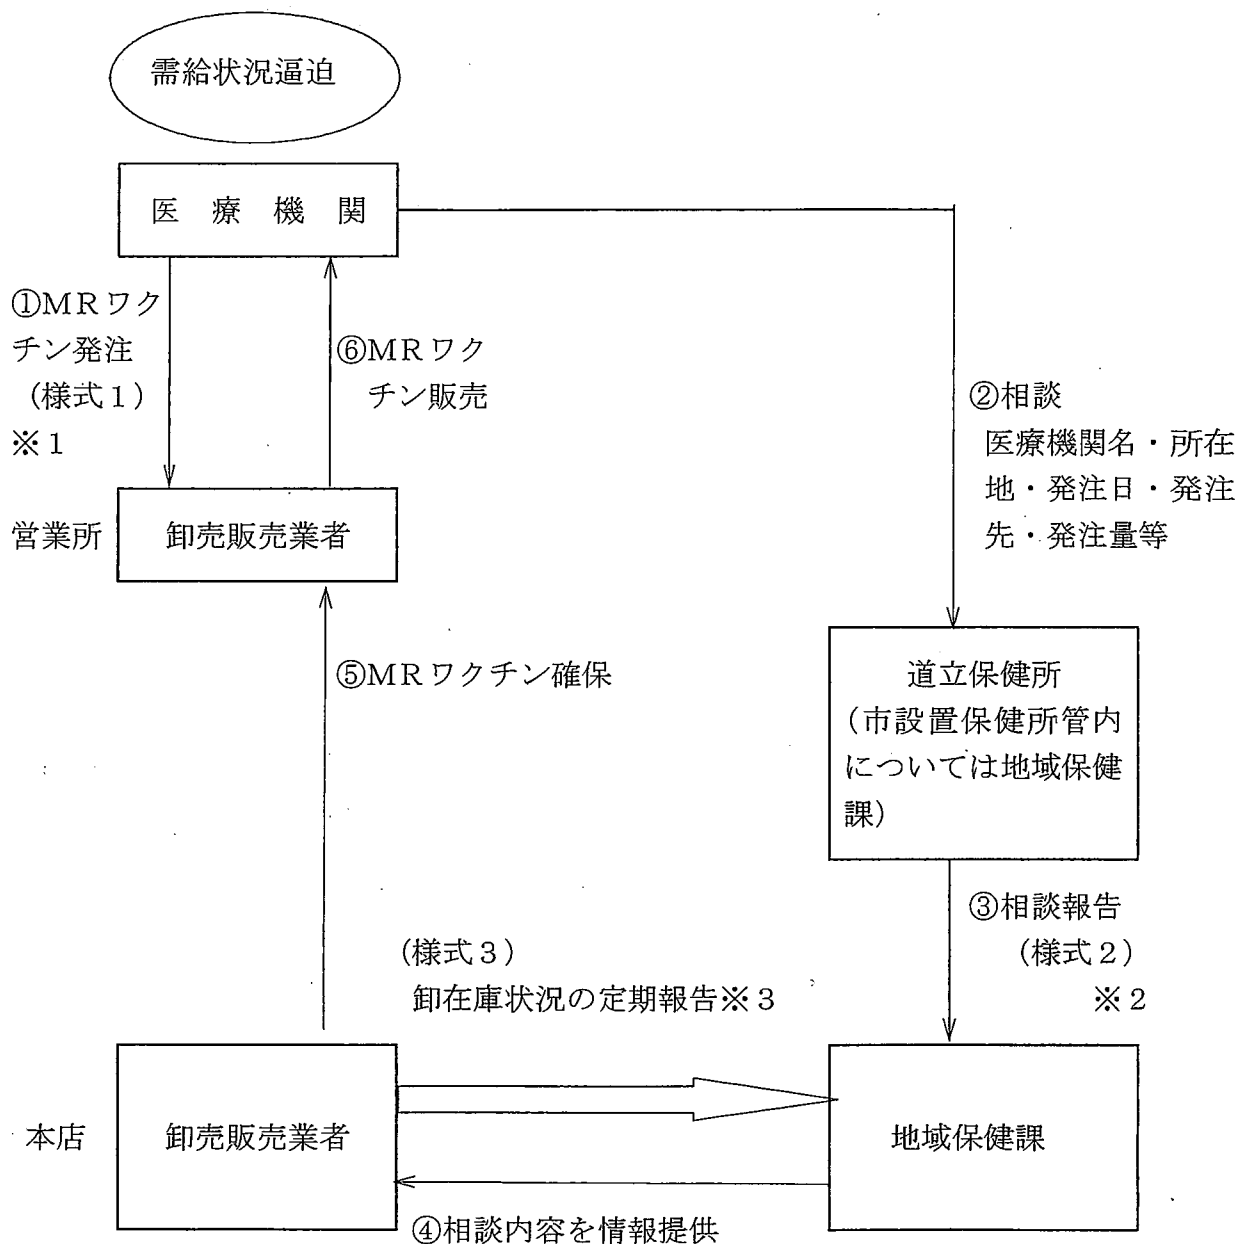 需給状況逼迫
医療機関
①MRワク
チン発注
(様式1)
※1
⑥MRワク
チン販売
②相談
医療機関名・所在
地・発注日・発注
先・発注量等
営業所
卸売販売業者
⑤MRワクチン確保
道立保健所
(市設置保健所管内
については地域保健
課)
③相談報告
(様式2)
※2
(様式3)
卸在庫状況の定期報告※3
本店
卸売販売業者
地域保健課
④相談内容を情報提供